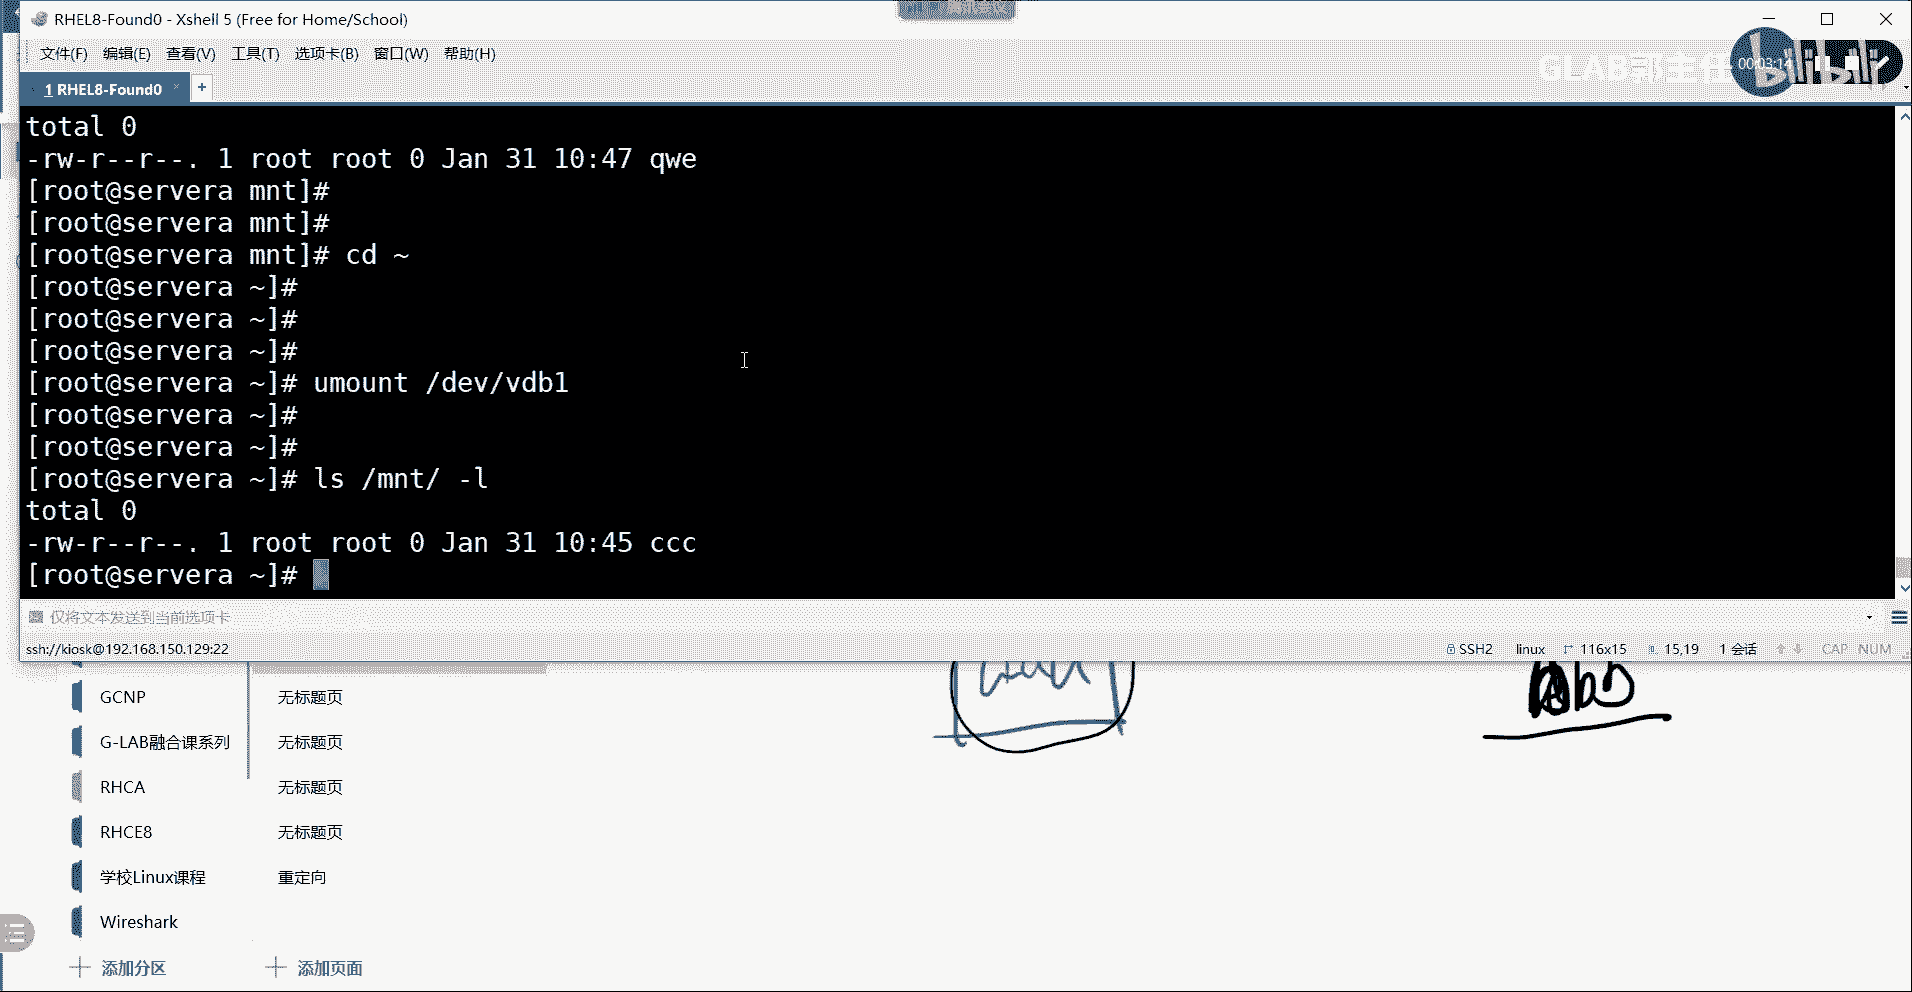 RHEL8-Found0 - Xshell 5 (Free for Home/School)
文件(F) 编辑(E) 查看(V) 工具(T) 选项卡(B) 窗口(W) 帮助(H)
GLAB郭主任
00:03:14
bilibili
1 RHEL8-Found0
total 0
-rw-r--r--. 1 root root 0 Jan 31 10:47 qwe
[root@servera mnt]#
[root@servera mnt]#
[root@servera mnt]# cd ~
[root@servera ~]#
[root@servera ~]#
[root@servera ~]#
[root@servera ~]# umount /dev/vdb1
[root@servera ~]#
[root@servera ~]#
[root@servera ~]# ls /mnt/ -l
total 0
-rw-r--r--. 1 root root 0 Jan 31 10:45 ccc
[root@servera ~]#
仅将文本发送到当前选项卡
ssh://kiosk@192.168.150.129:22 SSH2 linux 116x15 15,19 1 会话 CAP NUM
GCNP 无标题页
G-LAB融合课系列 无标题页
RHCA 无标题页
RHCE8 无标题页
学校Linux课程 重定向
Wireshark
添加分区 添加页面